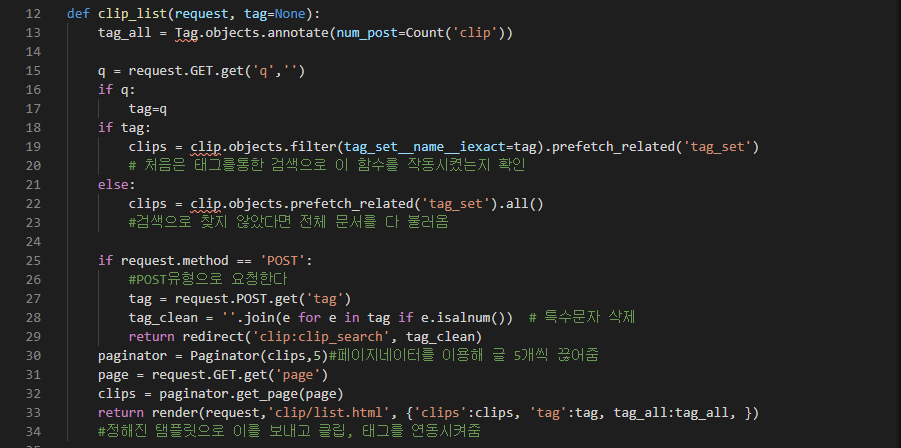 12 def clip_list(request, tag=None):
13     tag_all = Tag.objects.annotate(num_post=Count('clip'))
14
15     q = request.GET.get('q','')
16     if q:
17         tag=q
18     if tag:
19         clips = clip.objects.filter(tag_set__name__iexact=tag).prefetch_related('tag_set')
20         # 처음은 태그를통한 검색으로 이 함수를 작동시켰는지 확인
21     else:
22         clips = clip.objects.prefetch_related('tag_set').all()
23         #검색으로 찾지 않았다면 전체 문서를 다 불러옴
24
25     if request.method == 'POST':
26         #POST유형으로 요청한다
27         tag = request.POST.get('tag')
28         tag_clean = ''.join(e for e in tag if e.isalnum())  # 특수문자 삭제
29         return redirect('clip:clip_search', tag_clean)
30     paginator = Paginator(clips,5)#페이지네이터를 이용해 글 5개씩 끊어줌
31     page = request.GET.get('page')
32     clips = paginator.get_page(page)
33     return render(request,'clip/list.html', {'clips':clips, 'tag':tag, tag_all:tag_all, })
34     #정해진 탬플릿으로 이를 보내고 클립, 태그를 연동시켜줌